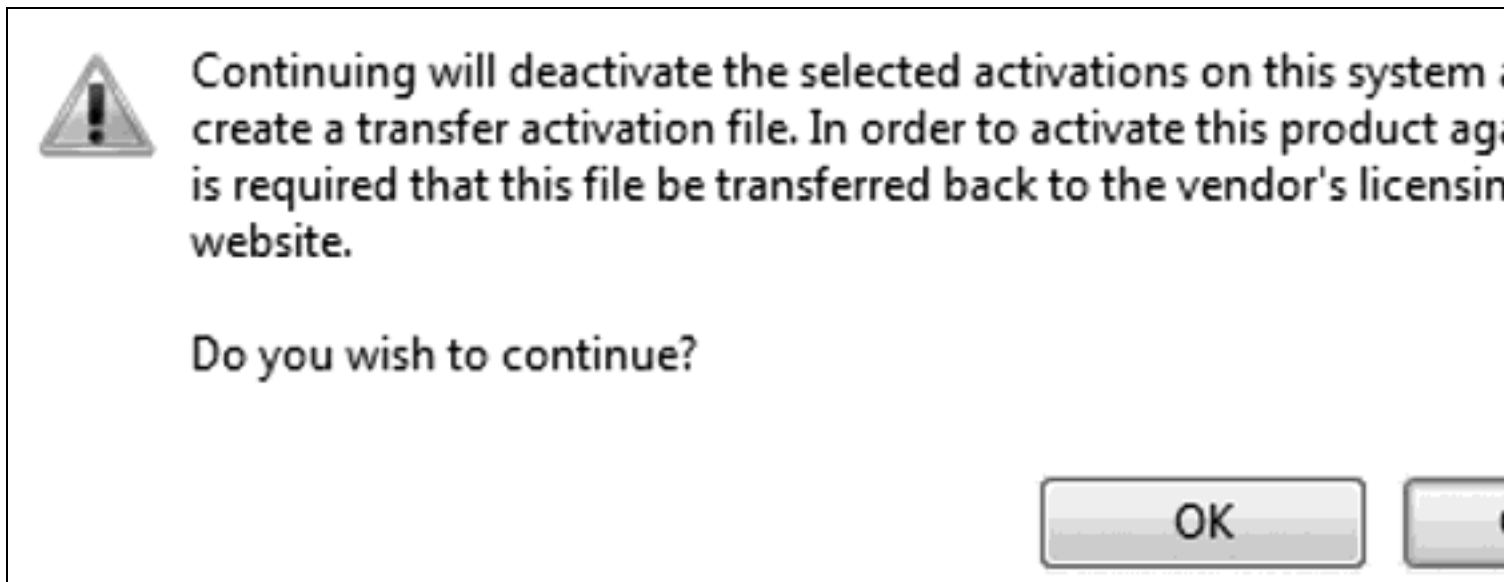 Continuing will deactivate the selected activations on this system
create a transfer activation file. In order to activate this product
is required that this file be transferred back to the vendor's
website.
Do you wish to continue?
OK